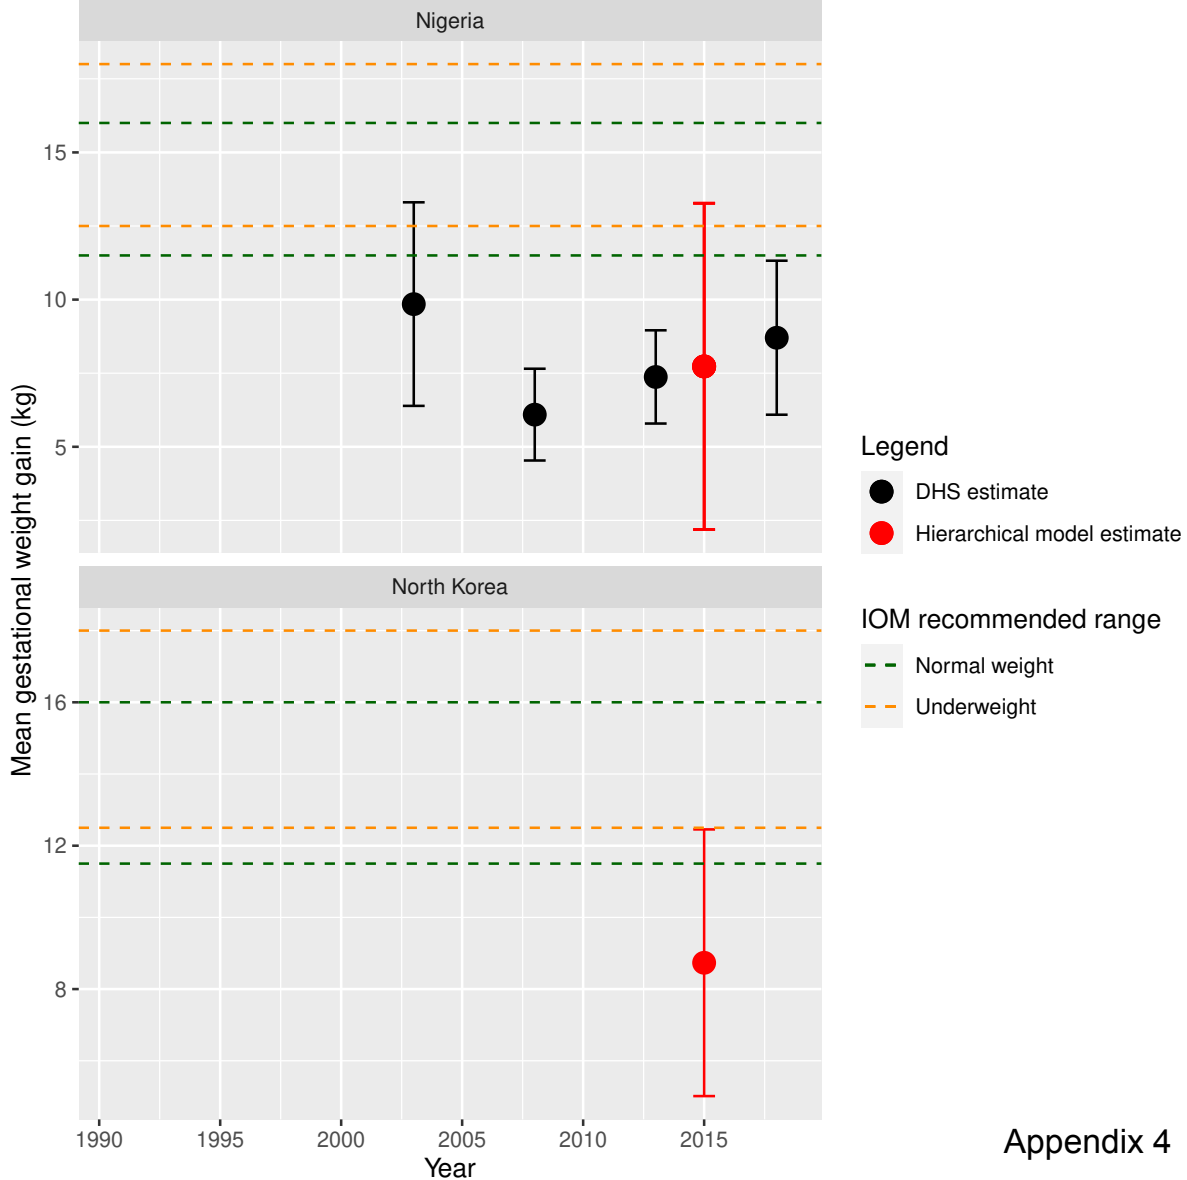 Nigeria
15
10
5
Mean gestational weight gain (kg)
North Korea
16
12
8
1990 1995 2000 2005 2010 2015
Year
Legend
DHS estimate
Hierarchical model estimate
IOM recommended range
Normal weight
Underweight
Appendix 4